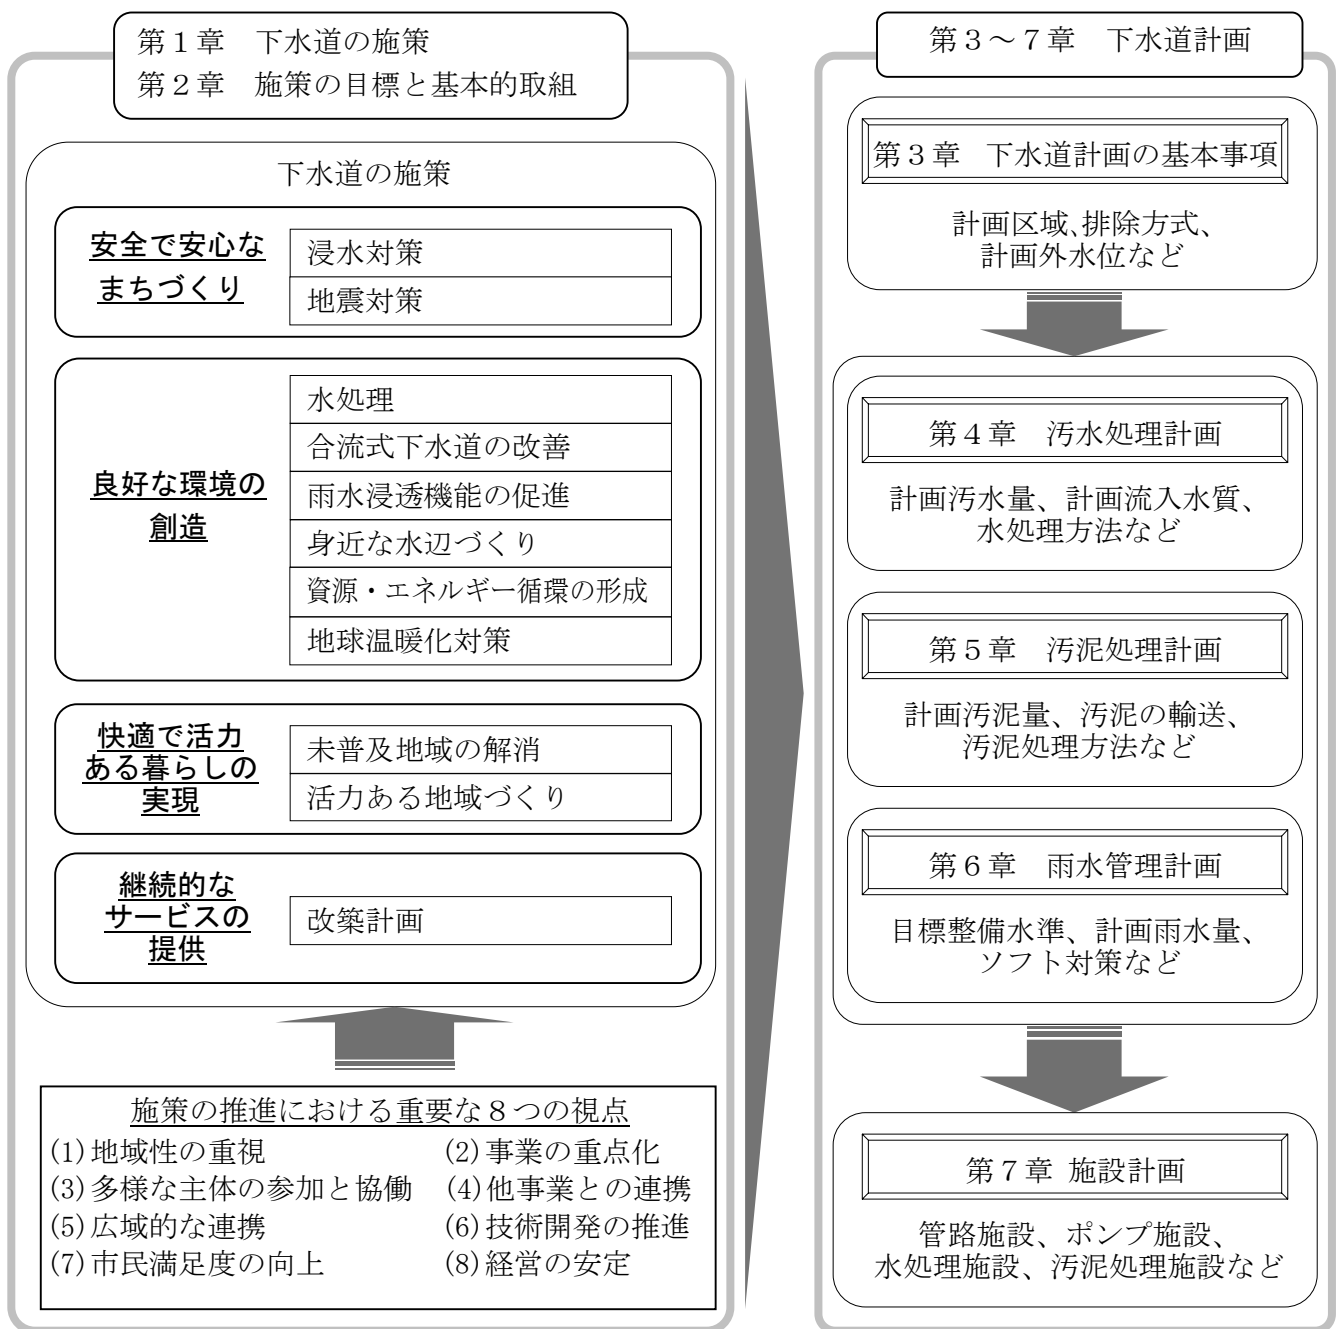 第１章　下水道の施策
第２章　施策の目標と基本的取組
下水道の施策
安全で安心な
まちづくり
浸水対策
地震対策
良好な環境の
創造
水処理
合流式下水道の改善
雨水浸透機能の促進
身近な水辺づくり
資源・エネルギー循環の形成
地球温暖化対策
快適で活力
ある暮らしの
実現
未普及地域の解消
活力ある地域づくり
継続的な
サービスの
提供
改築計画
施策の推進における重要な８つの視点
(1)地域性の重視　(2)事業の重点化
(3)多様な主体の参加と協働　(4)他事業との連携
(5)広域的な連携　(6)技術開発の推進
(7)市民満足度の向上　(8)経営の安定
第３～７章　下水道計画
第３章　下水道計画の基本事項
計画区域、排除方式、
計画外水位など
第４章　汚水処理計画
計画汚水量、計画流入水質、
水処理方法など
第５章　汚泥処理計画
計画汚泥量、汚泥の輸送、
汚泥処理方法など
第６章　雨水管理計画
目標整備水準、計画雨水量、
ソフト対策など
第７章 施設計画
管路施設、ポンプ施設、
水処理施設、汚泥処理施設など